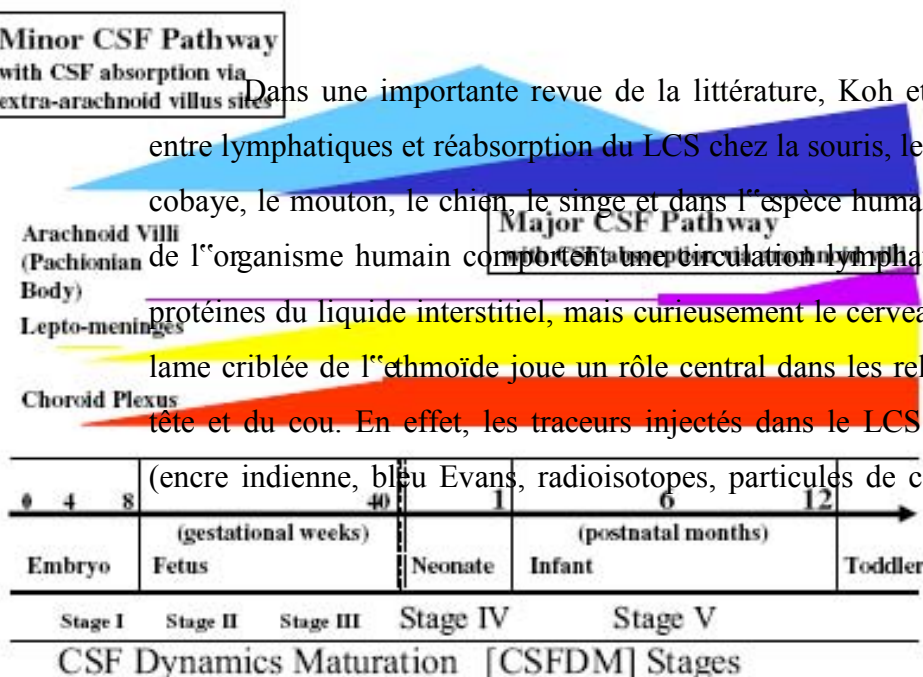 Minor CSF Pathway
with CSF absorption via
extra-arachnoid villus sites
Dans une importante revue de la littérature, Koh et
entre lymphatiques et réabsorption du LCS chez la souris, le
cobaye, le mouton, le chien, le singe et dans l‟espèce huma
Major CSF Pathway
with CSF absorption via arachnoid villi
de l‟organisme humain comportent une circulation lympha
protéines du liquide interstitiel, mais curieusement le cervea
lame criblée de l‟ethmoïde joue un rôle central dans les rel
tête et du cou. En effet, les traceurs injectés dans le LCS
(encre indienne, bleu Evans, radioisotopes, particules de c
Arachnoid Villi
(Pachionian
Body)
Lepto-meninges
Choroid Plexus
0 4 8 40 1 6 12
(gestational weeks) (postnatal months)
Embryo Fetus Neonate Infant Toddler
Stage I Stage II Stage III Stage IV Stage V
CSF Dynamics Maturation [CSFDM] Stages